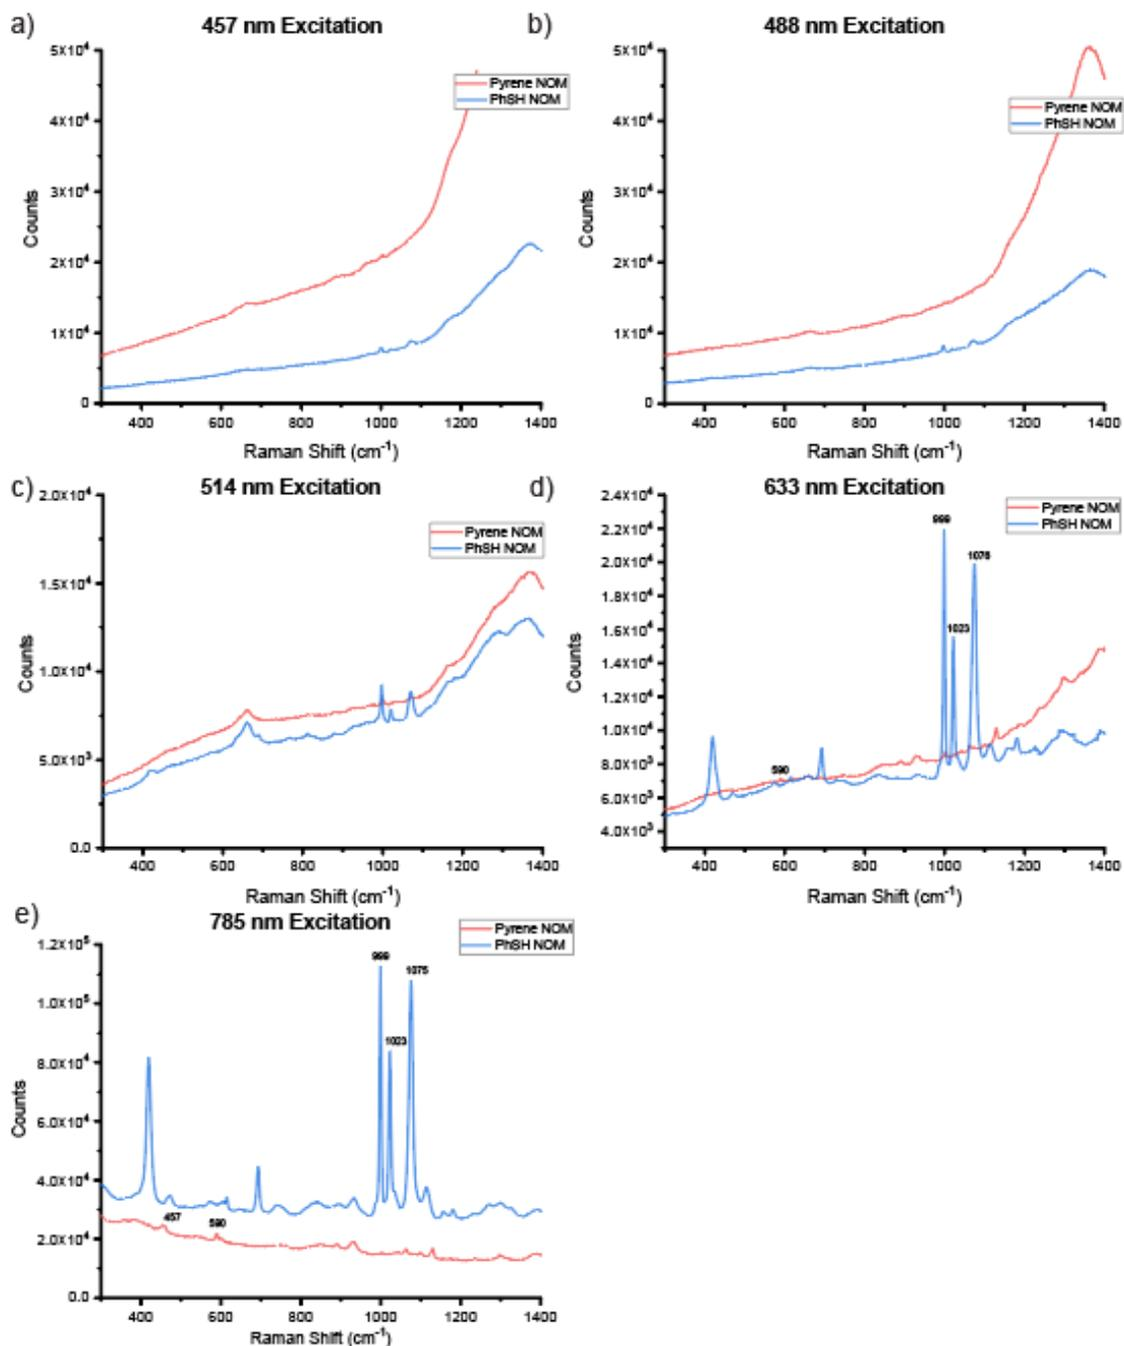 a) 457 nm Excitation
5X10⁴
4X10⁴
3X10⁴
2X10⁴
1X10⁴
0
Counts
Pyrene NOM
PhSH NOM
400 600 800 1000 1200 1400
Raman Shift (cm⁻¹)
b) 488 nm Excitation
5X10⁴
4X10⁴
3X10⁴
2X10⁴
1X10⁴
0
Counts
Pyrene NOM
PhSH NOM
400 600 800 1000 1200 1400
Raman Shift (cm⁻¹)
c) 514 nm Excitation
2.0X10⁴
1.5X10⁴
1.0X10⁴
5.0X10³
0.0
Counts
Pyrene NOM
PhSH NOM
400 600 800 1000 1200 1400
Raman Shift (cm⁻¹)
d) 633 nm Excitation
2.4X10⁴
2.2X10⁴
2.0X10⁴
1.8X10⁴
1.6X10⁴
1.4X10⁴
1.2X10⁴
1.0X10⁴
8.0X10³
6.0X10³
4.0X10³
Counts
Pyrene NOM
PhSH NOM
999
1076
1023
590
400 600 800 1000 1200 1400
Raman Shift (cm⁻¹)
e) 785 nm Excitation
1.2X10⁵
1.0X10⁵
8.0X10⁴
6.0X10⁴
4.0X10⁴
2.0X10⁴
0.0
Counts
Pyrene NOM
PhSH NOM
999
1075
1023
457
590
400 600 800 1000 1200 1400
Raman Shift (cm⁻¹)